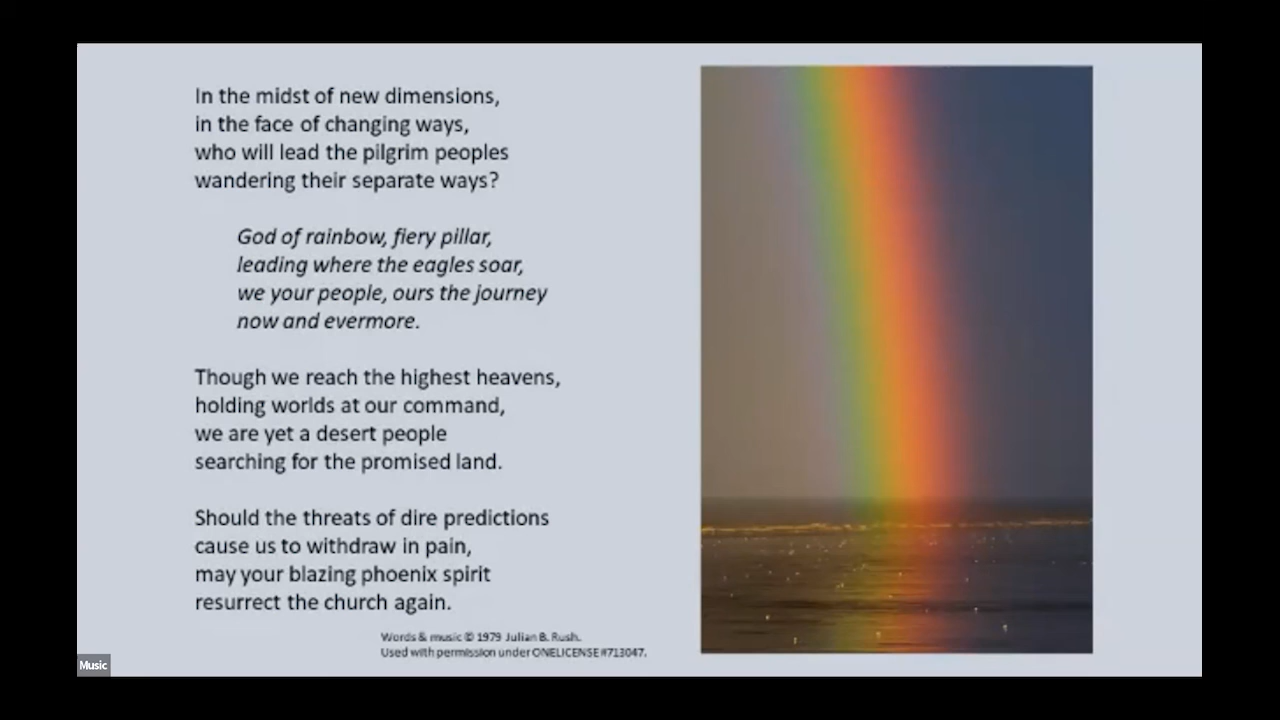 In the midst of new dimensions,
in the face of changing ways,
who will lead the pilgrim peoples
wandering their separate ways?
God of rainbow, fiery pillar,
leading where the eagles soar,
we your people, ours the journey
now and evermore.
Though we reach the highest heavens,
holding worlds at our command,
we are yet a desert people
searching for the promised land.
Should the threats of dire predictions
cause us to withdraw in pain,
may your blazing phoenix spirit
resurrect the church again.
Words & music © 1979 Julian B. Rush.
Used with permission under ONELICENSE #713047.
Music